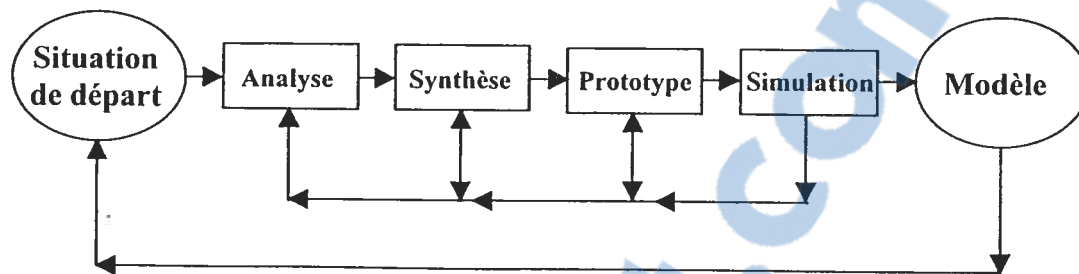 Situation
de départ
Analyse
Synthèse
Prototype
Simulation
Modèle